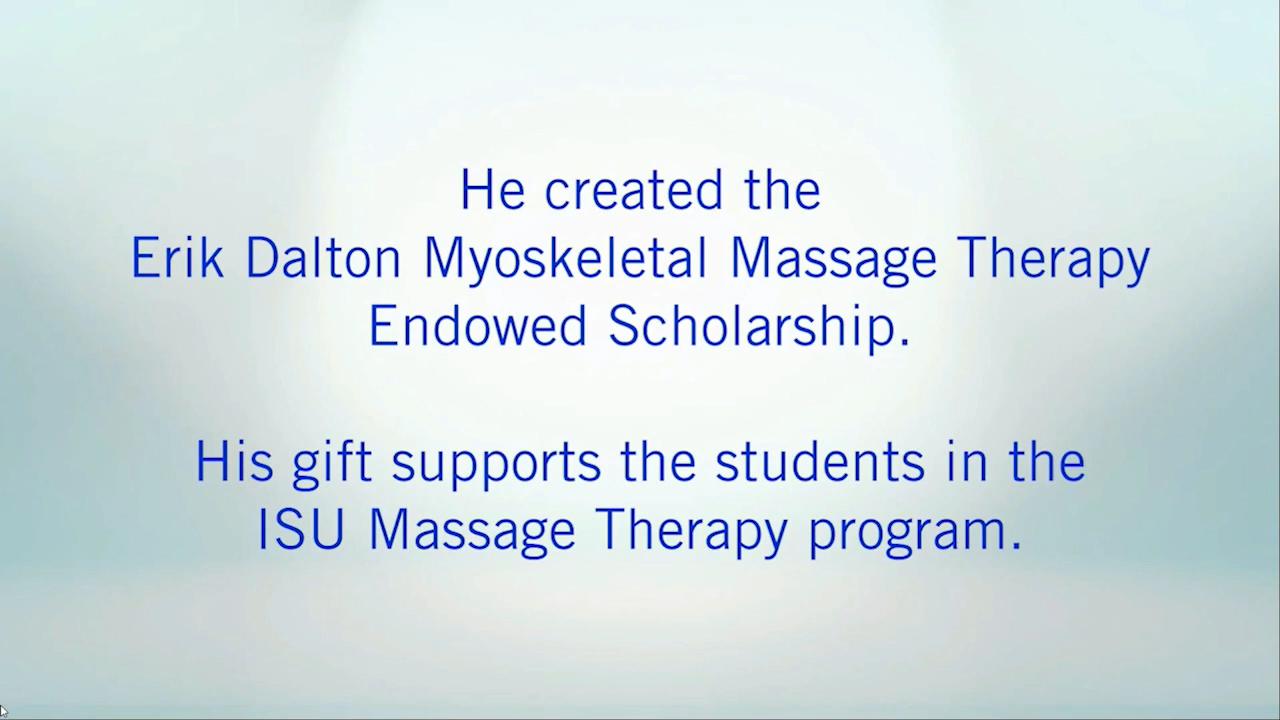 He created the
Erik Dalton Myoskeletal Massage Therapy
Endowed Scholarship.
His gift supports the students in the
ISU Massage Therapy program.